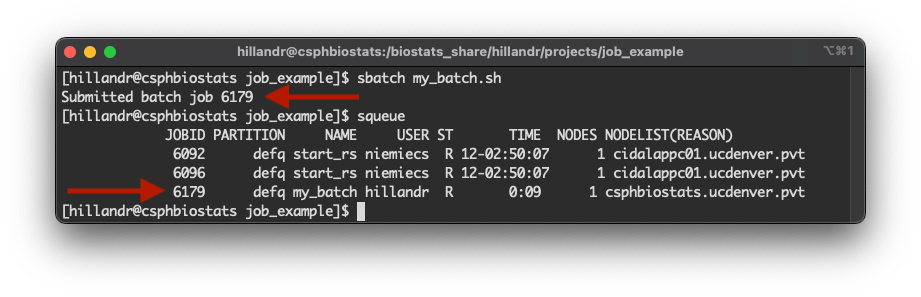 hillandr@csphbiostats:/biostats_share/hillandr/projects/job_example ⌥⌘1
[hillandr@csphbiostats job_example]$ sbatch my_batch.sh
Submitted batch job 6179
[hillandr@csphbiostats job_example]$ squeue
JOBID PARTITION NAME USER ST TIME NODES NODELIST(REASON)
6092 defq start_rs niemiecs R 12-02:50:07 1 cidalappc01.ucdenver.pvt
6096 defq start_rs niemiecs R 12-02:50:07 1 cidalappc01.ucdenver.pvt
6179 defq my_batch hillandr R 0:09 1 csphbiostats.ucdenver.pvt
[hillandr@csphbiostats job_example]$